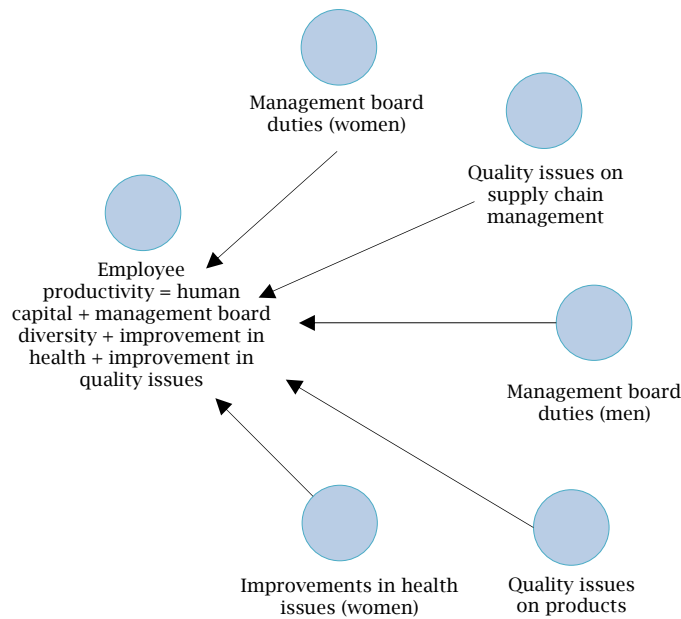 Management board
duties (women)
Quality issues on
supply chain
management
Employee
productivity = human
capital + management board
diversity + improvement in
health + improvement in
quality issues
Management board
duties (men)
Improvements in health
issues (women)
Quality issues
on products